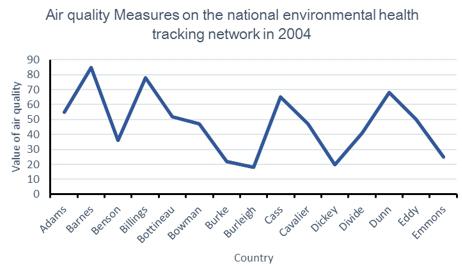 Air quality Measures on the national environmental health
tracking network in 2004
Value of air quality
90
80
70
60
50
40
30
20
10
0
Adams
Barnes
Benson
Billings
Bottineau
Bowman
Burke
Burleigh
Cass
Cavalier
Dickey
Divide
Dunn
Eddy
Emmons
Country